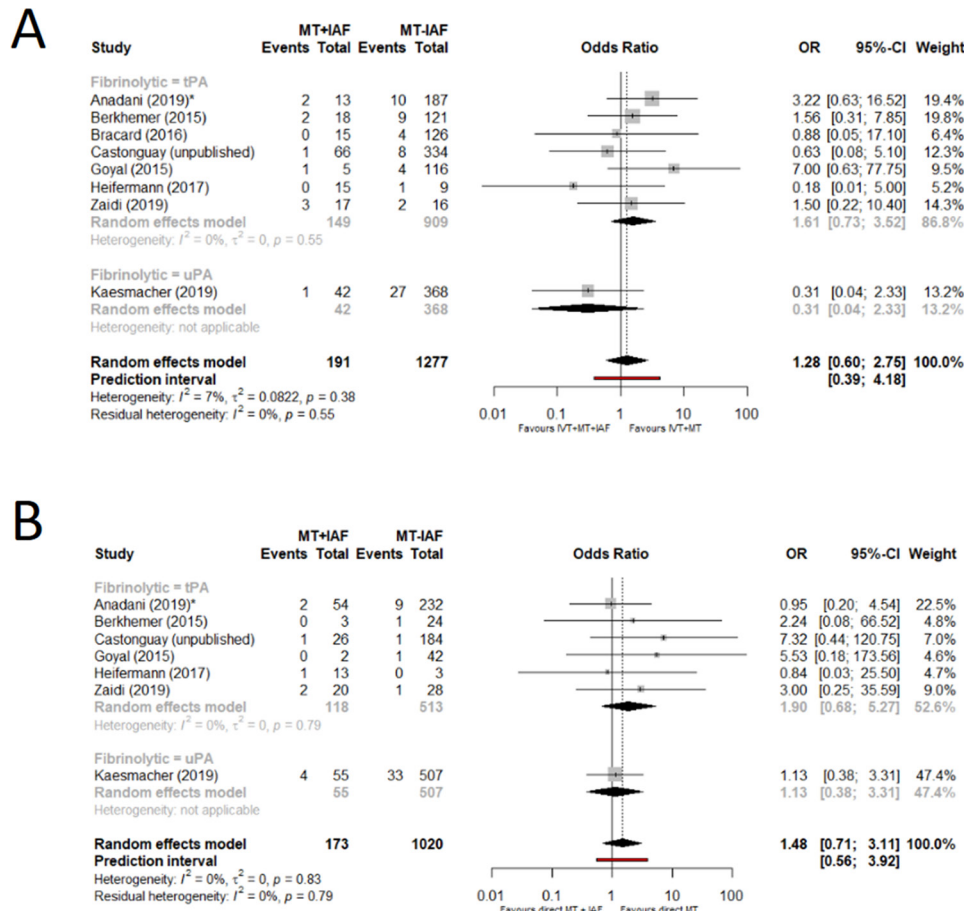 A
MT+IAF MT-IAF
Study Events Total Events Total Odds Ratio OR 95%-CI Weight
Fibrinolytic = tPA
Anadani (2019)* 2 13 10 187 3.22 [0.63; 16.52] 19.4%
Berkhemer (2015) 2 18 9 121 1.56 [0.31; 7.85] 19.8%
Bracard (2016) 0 15 4 126 0.88 [0.05; 17.10] 6.4%
Castonguay (unpublished) 1 66 8 334 0.63 [0.08; 5.10] 12.3%
Goyal (2015) 1 5 4 116 7.00 [0.63; 77.75] 9.5%
Heifermann (2017) 0 15 1 9 0.18 [0.01; 5.00] 5.2%
Zaidi (2019) 3 17 2 16 1.50 [0.22; 10.40] 14.3%
Random effects model 149 909 1.61 [0.73; 3.52] 86.8%
Heterogeneity: I² = 0%, τ² = 0, p = 0.55
Fibrinolytic = uPA
Kaesmacher (2019) 1 42 27 368 0.31 [0.04; 2.33] 13.2%
Random effects model 42 368 0.31 [0.04; 2.33] 13.2%
Heterogeneity: not applicable
Random effects model 191 1277 1.28 [0.60; 2.75] 100.0%
Prediction interval [0.39; 4.18]
Heterogeneity: I² = 7%, τ² = 0.0822, p = 0.38
Residual heterogeneity: I² = 0%, p = 0.55
0.01 0.1 1 10 100
Favours IVT+MT+IAF Favours IVT+MT
B
MT+IAF MT-IAF
Study Events Total Events Total Odds Ratio OR 95%-CI Weight
Fibrinolytic = tPA
Anadani (2019)* 2 54 9 232 0.95 [0.20; 4.54] 22.5%
Berkhemer (2015) 0 3 1 24 2.24 [0.08; 66.52] 4.8%
Castonguay (unpublished) 1 26 1 184 7.32 [0.44; 120.75] 7.0%
Goyal (2015) 0 2 1 42 5.53 [0.18; 173.56] 4.6%
Heifermann (2017) 1 13 0 3 0.84 [0.03; 25.50] 4.7%
Zaidi (2019) 2 20 1 28 3.00 [0.25; 35.59] 9.0%
Random effects model 118 513 1.90 [0.68; 5.27] 52.6%
Heterogeneity: I² = 0%, τ² = 0, p = 0.79
Fibrinolytic = uPA
Kaesmacher (2019) 4 55 33 507 1.13 [0.38; 3.31] 47.4%
Random effects model 55 507 1.13 [0.38; 3.31] 47.4%
Heterogeneity: not applicable
Random effects model 173 1020 1.48 [0.71; 3.11] 100.0%
Prediction interval [0.56; 3.92]
Heterogeneity: I² = 0%, τ² = 0, p = 0.83
Residual heterogeneity: I² = 0%, p = 0.79
0.01 0.1 1 10 100
Favours direct MT + IAF Favours direct MT